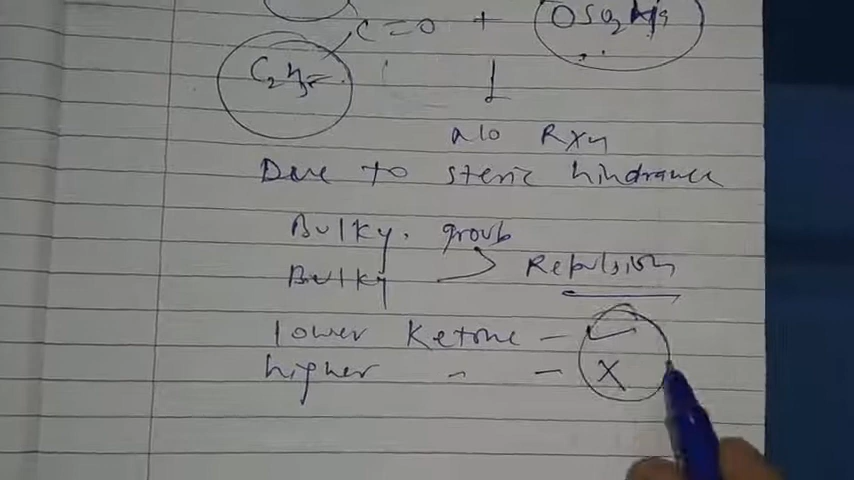 C=O + OSO2Na
C2H5
No Rxn
Due to steric hindrance
Bulky. group
Bulky Repulsion
lower Ketone - ✓
higher " - X